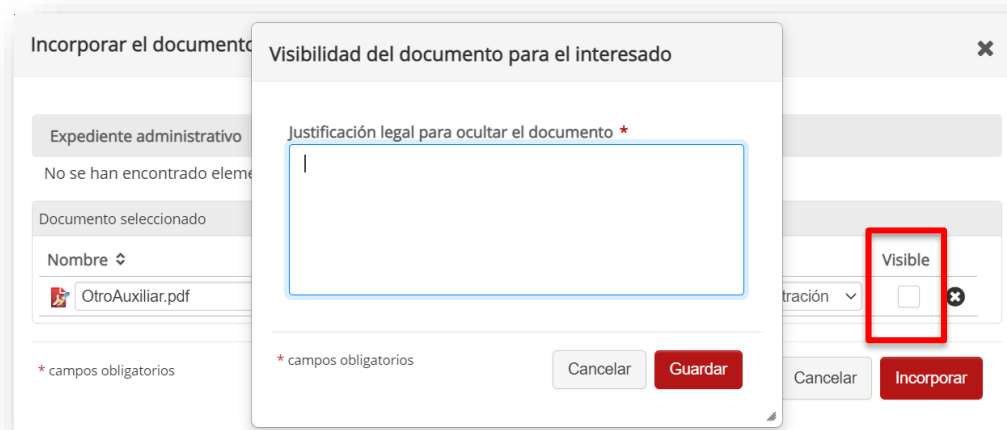 Incorporar el documento
Visibilidad del documento para el interesado
Expediente administrativo
No se han encontrado eleme
Justificación legal para ocultar el documento *
Documento seleccionado
Nombre
Visible
OtroAuxiliar.pdf
tración
* campos obligatorios
* campos obligatorios
Cancelar
Guardar
Cancelar
Incorporar